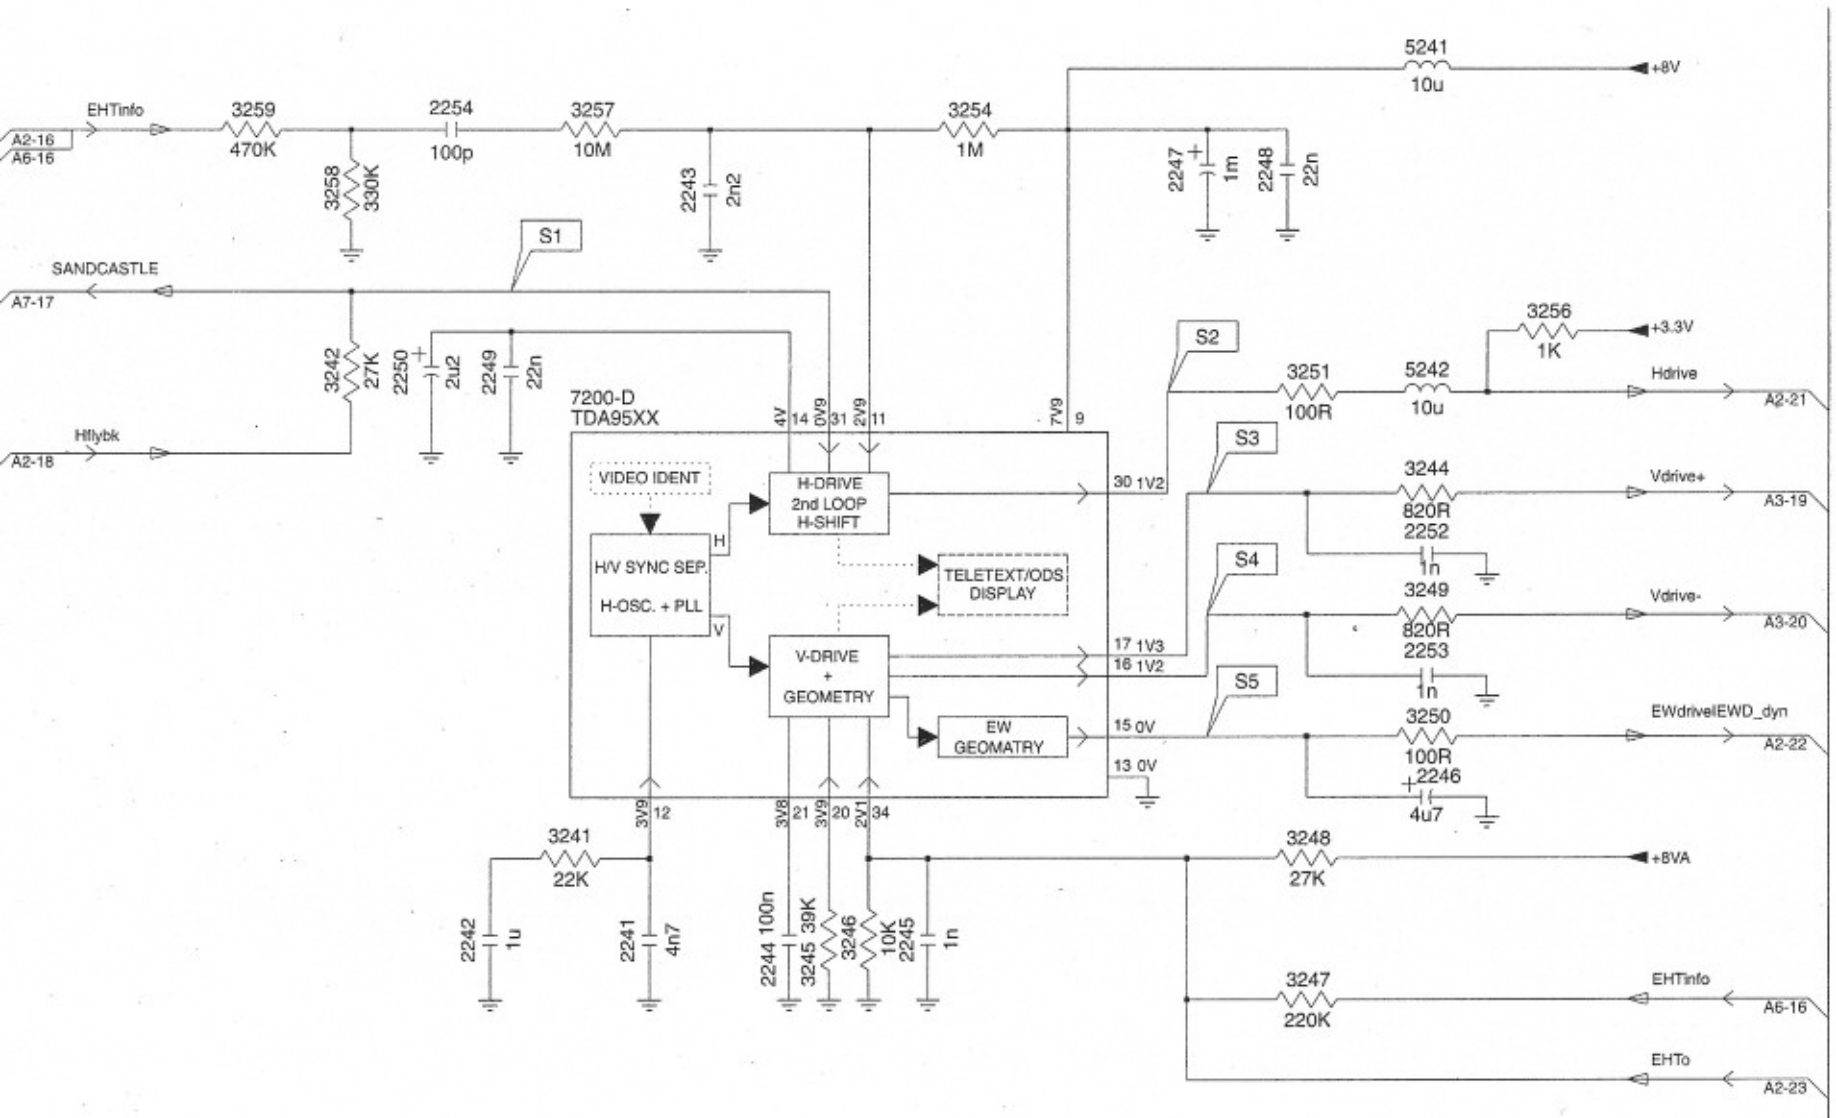 5241
+8V
10u
EHTinfo
3259
2254
3257
3254
A2-16
A6-16
470K
100p
10M
1M
3258
330K
2243
2n2
2247
+
1m
2248
22n
S1
SANDCASTLE
A7-17
3256
+3.3V
1K
S2
3242
27K
2250
+
2u2
2249
22n
3251
5242
Hdrive
100R
10u
A2-21
7200-D
TDA95XX
4V
14
0V9
31
2V9
11
7V9
9
Hflybk
A2-18
S3
VIDEO IDENT
H-DRIVE
2nd LOOP
H-SHIFT
30 1V2
3244
Vdrive+
820R
A3-19
2252
1n
H
H/V SYNC SEP.
H-OSC. + PLL
V
TELETEXT/ODS
DISPLAY
S4
3249
Vdrive-
820R
A3-20
2253
1n
V-DRIVE
+
GEOMETRY
17 1V3
16 1V2
S5
EW
GEOMATRY
15 0V
3250
EWdrivelEWD_dyn
100R
A2-22
+
2246
4u7
13 0V
3V9
12
3V8
21
3V9
20
2V1
34
3241
22K
3248
+8VA
27K
2242
1u
2241
4n7
2244 100n
3245 39K
3246
10K
2245
1n
3247
EHTinfo
220K
A6-16
EHTo
A2-23